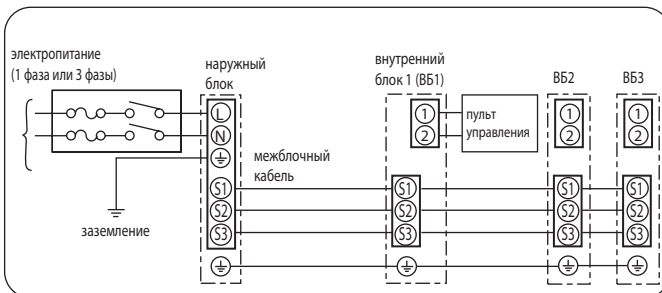 электропитание
(1 фаза или 3 фазы)
наружный
блок
внутренний
блок 1 (ВБ1)
ВБ2
ВБ3
L
N
1
2
пульт
управления
1
2
1
2
межблочный
кабель
заземление
S1
S2
S3
S1
S2
S3
S1
S2
S3
S1
S2
S3